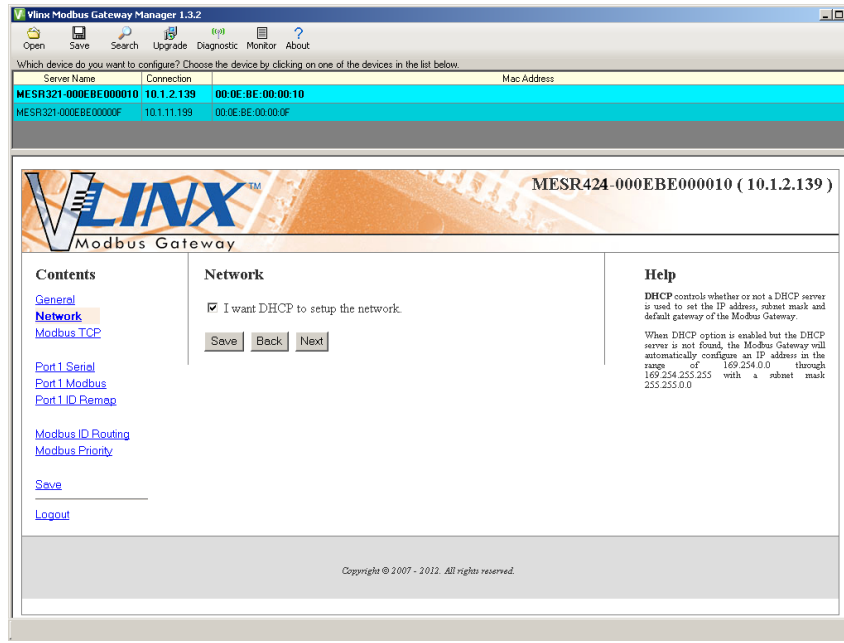 Vlinx Modbus Gateway Manager 1.3.2
Open Save Search Upgrade Diagnostic Monitor About
Which device do you want to configure? Choose the device by clicking on one of the devices in the list below.
Server Name Connection Mac Address
MESR321-000EBE000010 10.1.2.139 00:0E:BE:00:00:10
MESR321-000EBE00000F 10.1.11.199 00:0E:BE:00:00:0F
VLINX TM
Modbus Gateway
MESR424-000EBE000010 ( 10.1.2.139 )
Contents
General
Network
Modbus TCP
Port1 Serial
Port1 Modbus
Port1 ID Remap
Modbus ID Routing
Modbus Priority
Save
Logout
Network
I want DHCP to setup the network.
Save Back Next
Help
DHCP controls whether or not a DHCP server
is used to set the IP address, subnet mask and
default gateway of the Modbus Gateway.
When DHCP option is enabled but the DHCP
server is not found, the Modbus Gateway will
automatically configure an IP address in the
range of 169.254.0.0 through
169.254.255.255 with a subnet mask
255.255.0.0
Copyright © 2007 - 2012. All rights reserved.